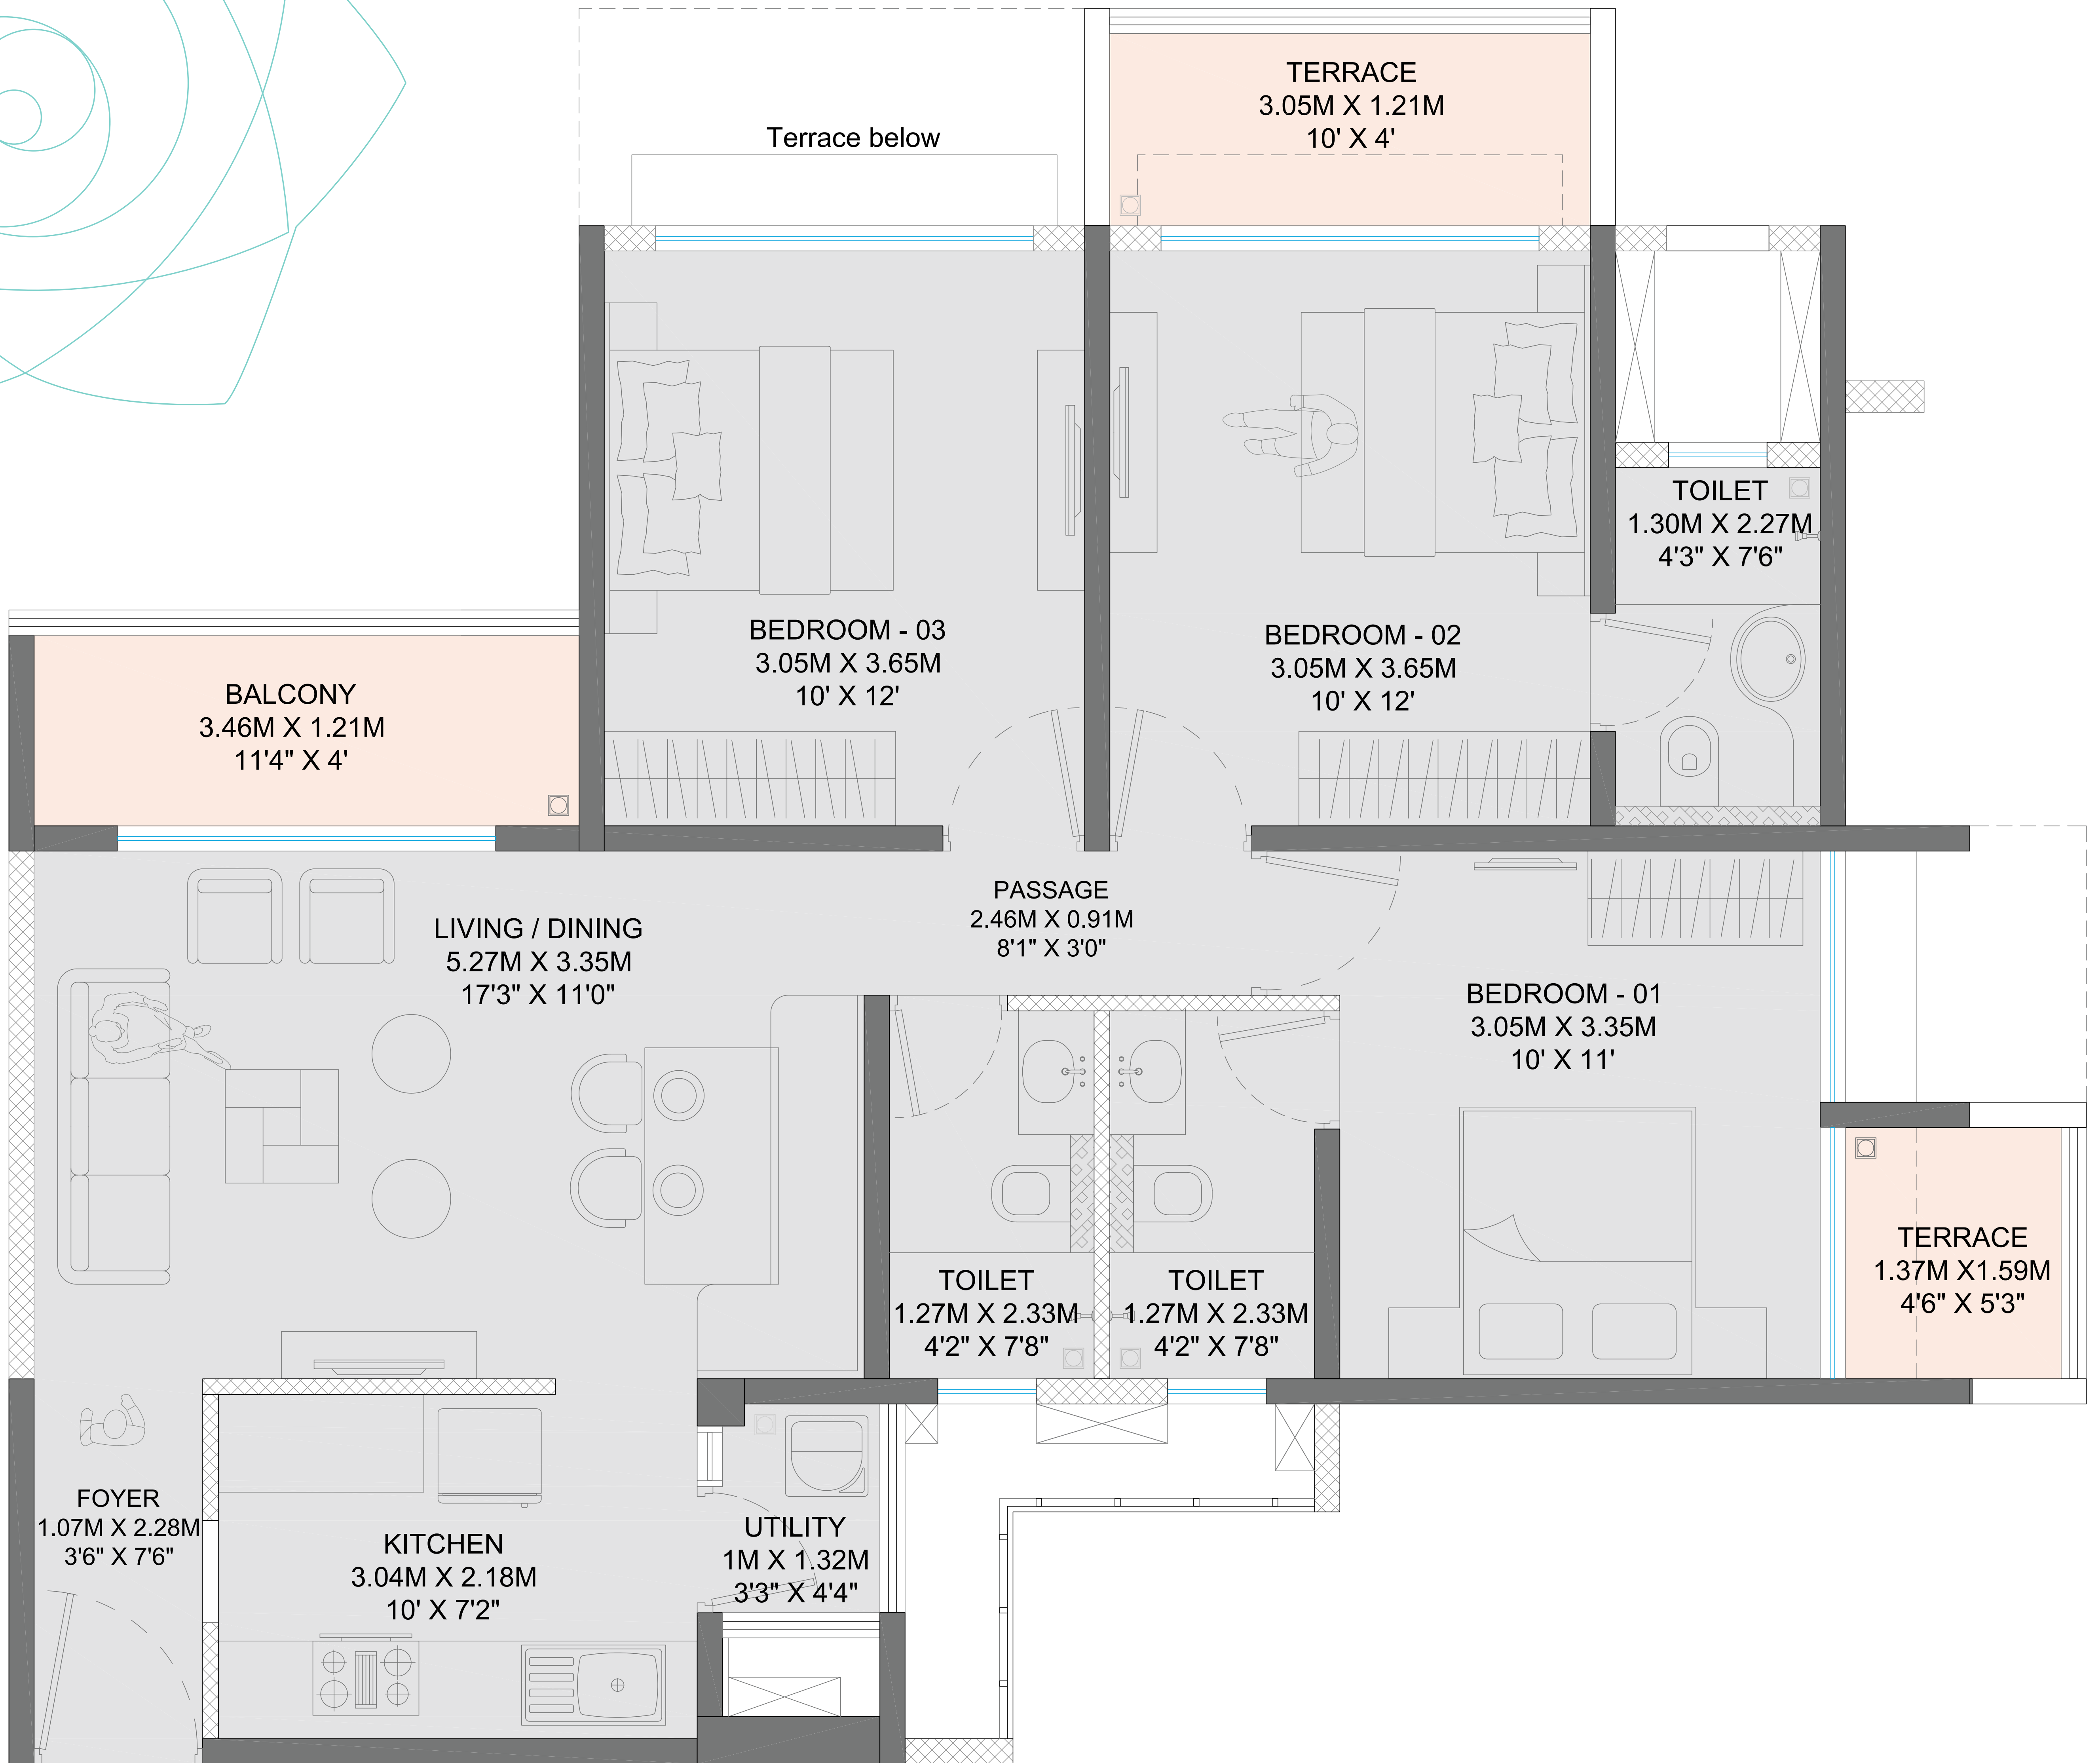 TERRACE
3.05M X 1.21M
10' X 4'
Terrace below
TOILET
1.30M X 2.27M
4'3" X 7'6"
BEDROOM - 03
3.05M X 3.65M
10' X 12'
BEDROOM - 02
3.05M X 3.65M
10' X 12'
BALCONY
3.46M X 1.21M
11'4" X 4'
PASSAGE
2.46M X 0.91M
8'1" X 3'0"
LIVING / DINING
5.27M X 3.35M
17'3" X 11'0"
BEDROOM - 01
3.05M X 3.35M
10' X 11'
TERRACE
1.37M X1.59M
4'6" X 5'3"
TOILET
1.27M X 2.33M
4'2" X 7'8"
TOILET
1.27M X 2.33M
4'2" X 7'8"
FOYER
1.07M X 2.28M
3'6" X 7'6"
KITCHEN
3.04M X 2.18M
10' X 7'2"
UTILITY
1M X 1.32M
3'3" X 4'4"